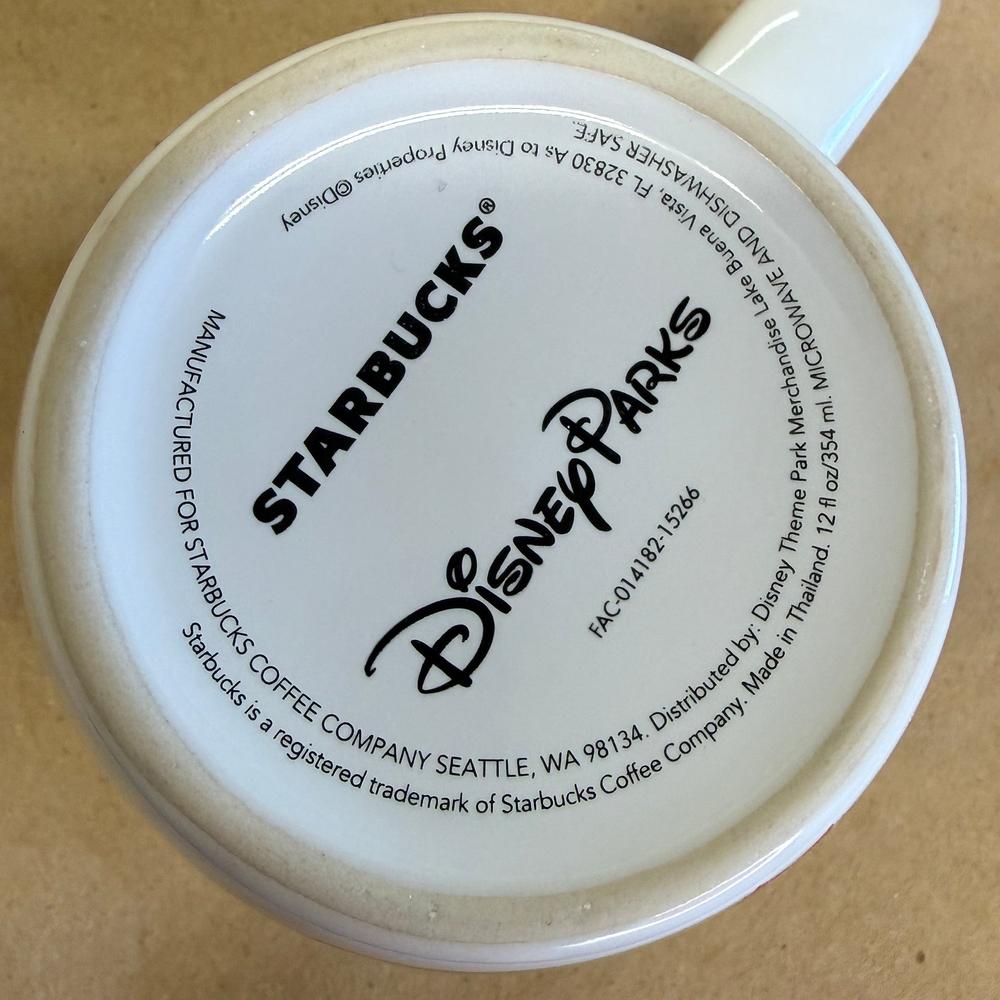 STARBUCKS®
Disney Parks
FAC-014182-15266
MANUFACTURED FOR STARBUCKS COFFEE COMPANY SEATTLE, WA 98134. Distributed by: Disney Theme Park Merchandise Lake Buena Vista, FL 32830 As to Disney Properties ©Disney
Starbucks is a registered trademark of Starbucks Coffee Company. Made in Thailand. 12 fl oz/354 ml. MICROWAVE AND DISHWASHER SAFE.